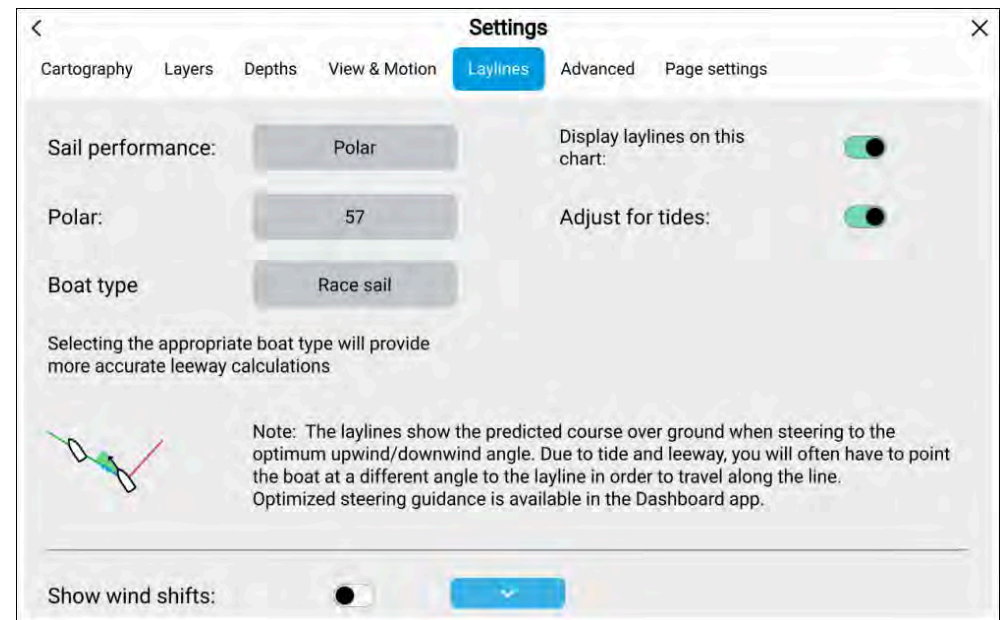 Settings
Cartography Layers Depths View & Motion Laylines Advanced Page settings
Sail performance: Polar
Display laylines on this
chart:
Polar: 57
Adjust for tides:
Boat type Race sail
Selecting the appropriate boat type will provide
more accurate leeway calculations
Note: The laylines show the predicted course over ground when steering to the
optimum upwind/downwind angle. Due to tide and leeway, you will often have to point
the boat at a different angle to the layline in order to travel along the line.
Optimized steering guidance is available in the Dashboard app.
Show wind shifts: